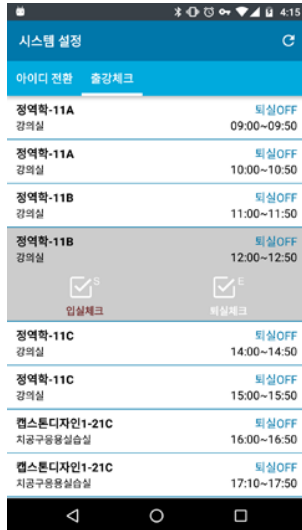 4:15
시스템 설정
아이디 전환 출강체크
정역학-11A 퇴실OFF
강의실 09:00~09:50
정역학-11A 퇴실OFF
강의실 10:00~10:50
정역학-11B 퇴실OFF
강의실 11:00~11:50
정역학-11B 퇴실OFF
강의실 12:00~12:50
S E
입실체크 퇴실체크
정역학-11C 퇴실OFF
강의실 14:00~14:50
정역학-11C 퇴실OFF
강의실 15:00~15:50
캡스톤디자인1-21C 퇴실OFF
치공구응용실습실 16:00~16:50
캡스톤디자인1-21C 퇴실OFF
치공구응용실습실 17:10~17:50